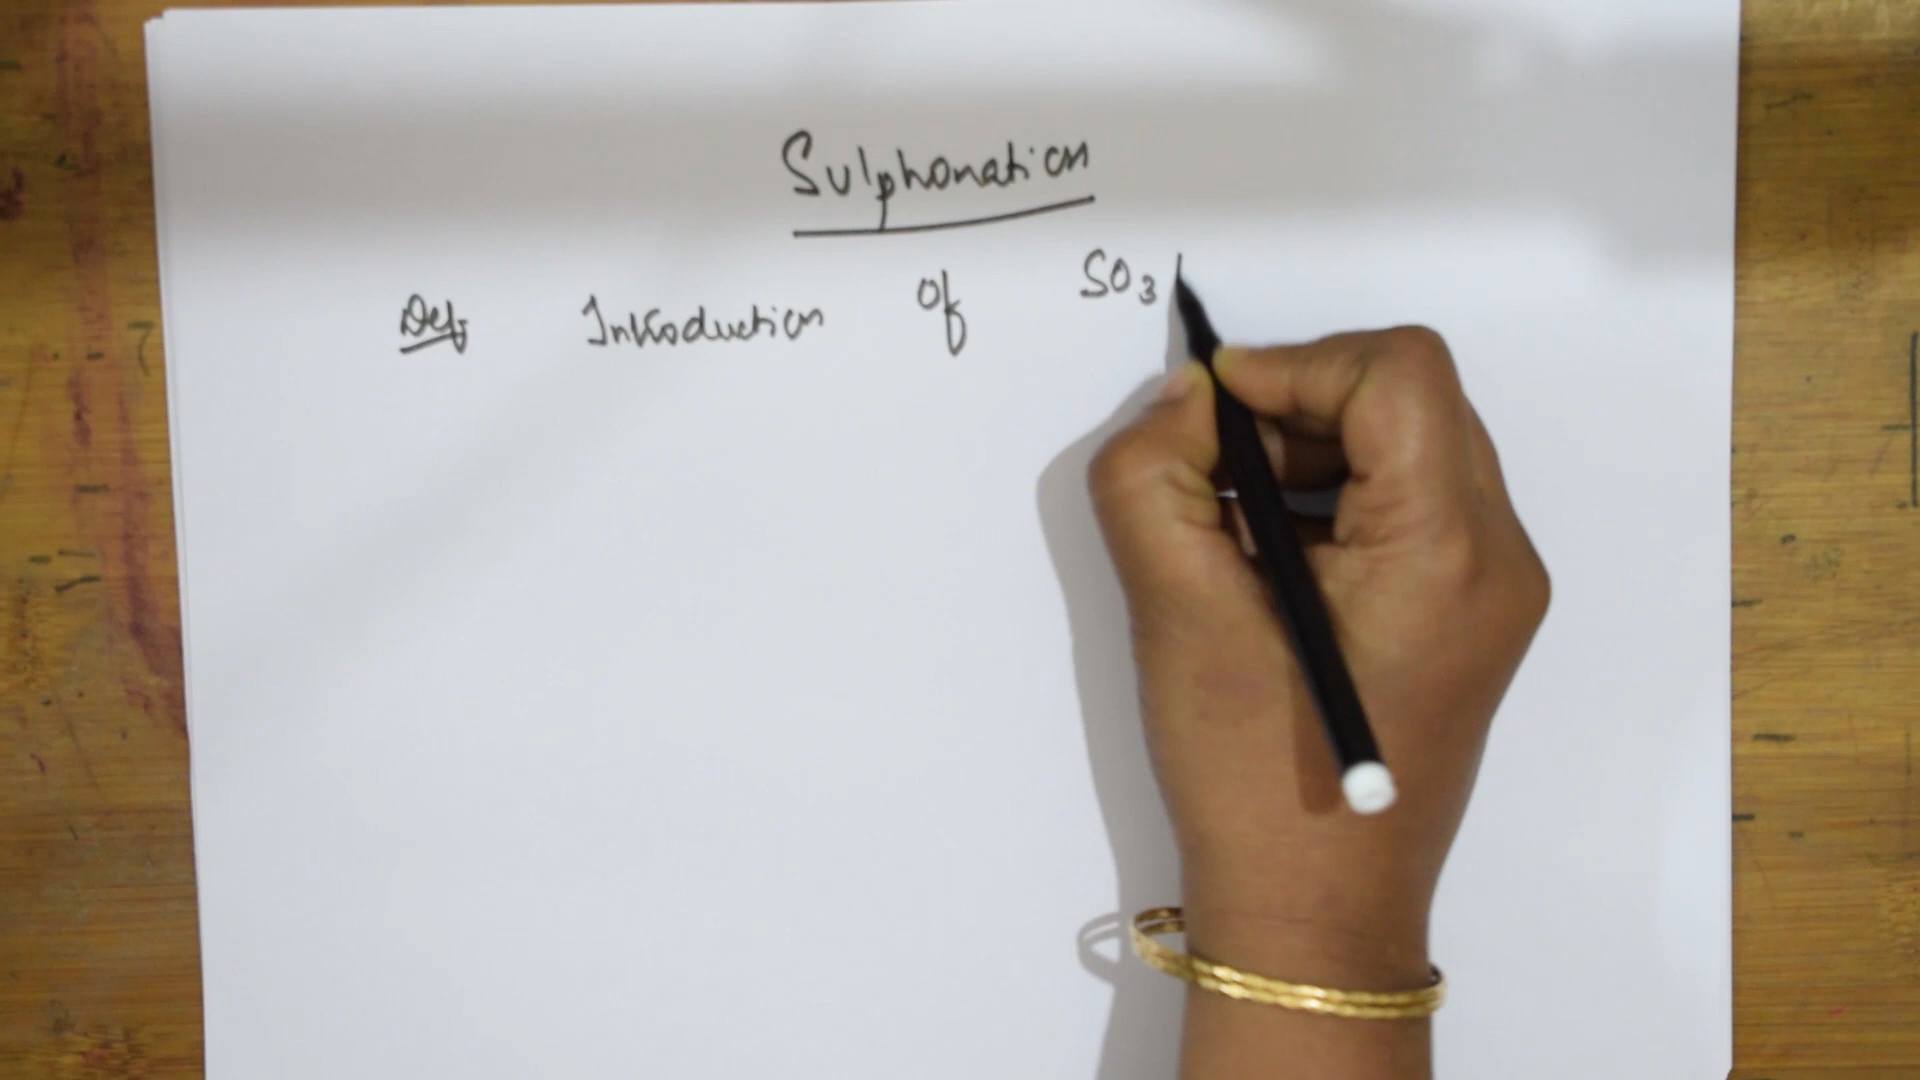 Sulphonation
Def Introduction of SO₃